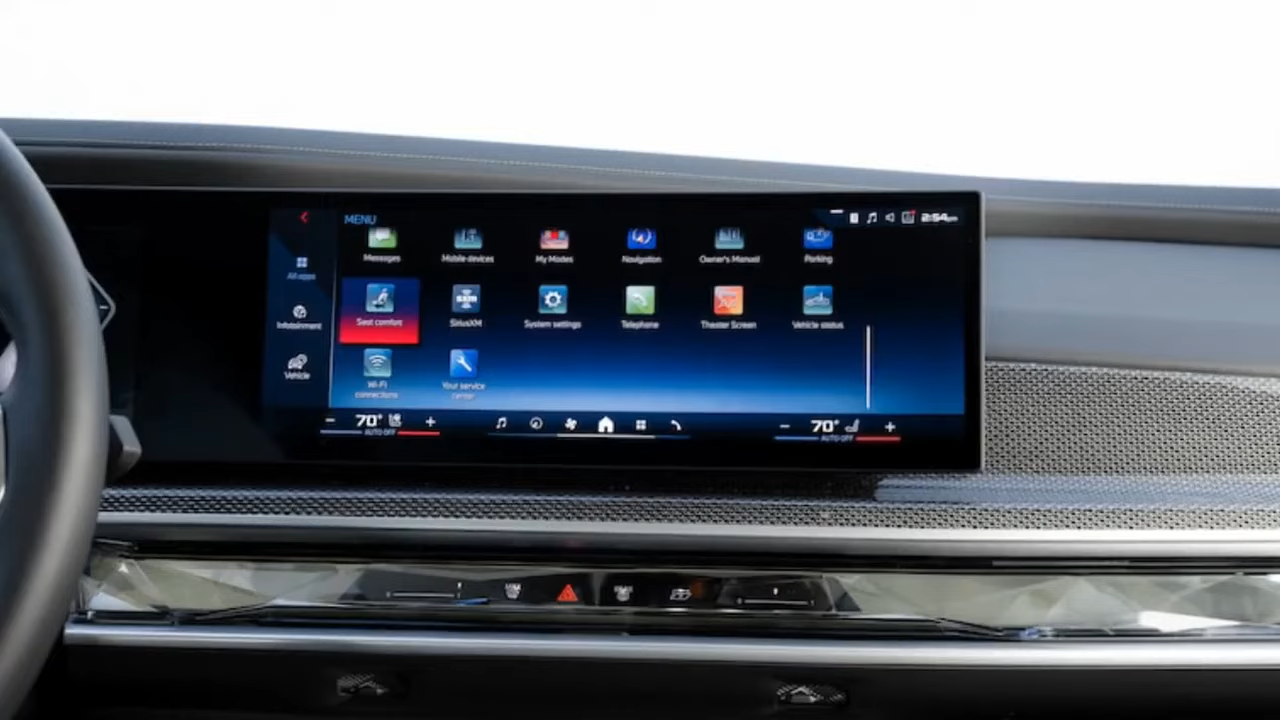 MENU
2:54pm
Messages
Mobile devices
My Modes
Navigation
Owner's Manual
Parking
All apps
Seat comfort
SiriusXM
System settings
Telephone
Theater Screen
Vehicle status
Infotainment
Vehicle
Wi-Fi
connections
Your service
center
− 70° +
AUTO OFF
− 70° +
AUTO OFF